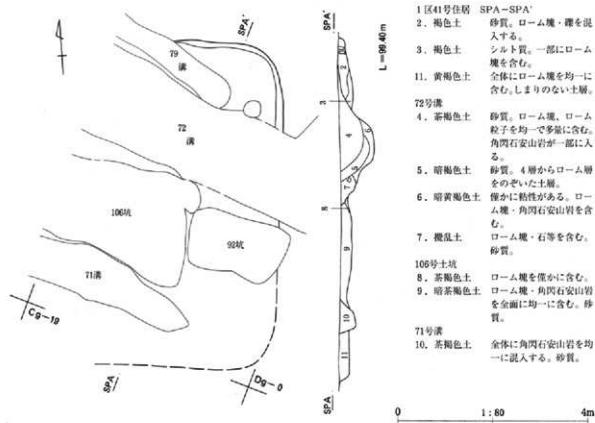 1区41号住居 SPA-SPA'
2. 褐色土 砂質。ローム塊・礫を混
入する。
3. 褐色土 シルト質。一部にローム
塊を含む。
11. 黄褐色土 全体にローム塊を均一に
含む。しまりのない土層。
72号溝
4. 茶褐色土 砂質。ローム塊、ローム
粒子を均一で多量に含む。
角閃石安山岩が一部に入
る。
5. 暗褐色土 砂質。4層からローム層
をのぞいた土層。
6. 暗黄褐色土 僅かに粘性がある。ロー
ム塊・角閃石安山岩を含
む。
7. 攪乱土 ローム塊・石等を含む。
砂質。
106号土坑
8. 茶褐色土 ローム塊を僅かに含む。
9. 暗茶褐色土 ローム塊・角閃石安山岩
を全面に均一に含む。砂
質。
71号溝
10. 茶褐色土 全体に角閃石安山岩を均
一に混入する。砂質。
SPA'
79
溝
72
溝
106坑
92坑
71溝
Cg-19
Dg-0
SPA
SPA'
L=99.40m
2
3
4
6
5
7
8
9
10
11
SPA
0 1:80 4m